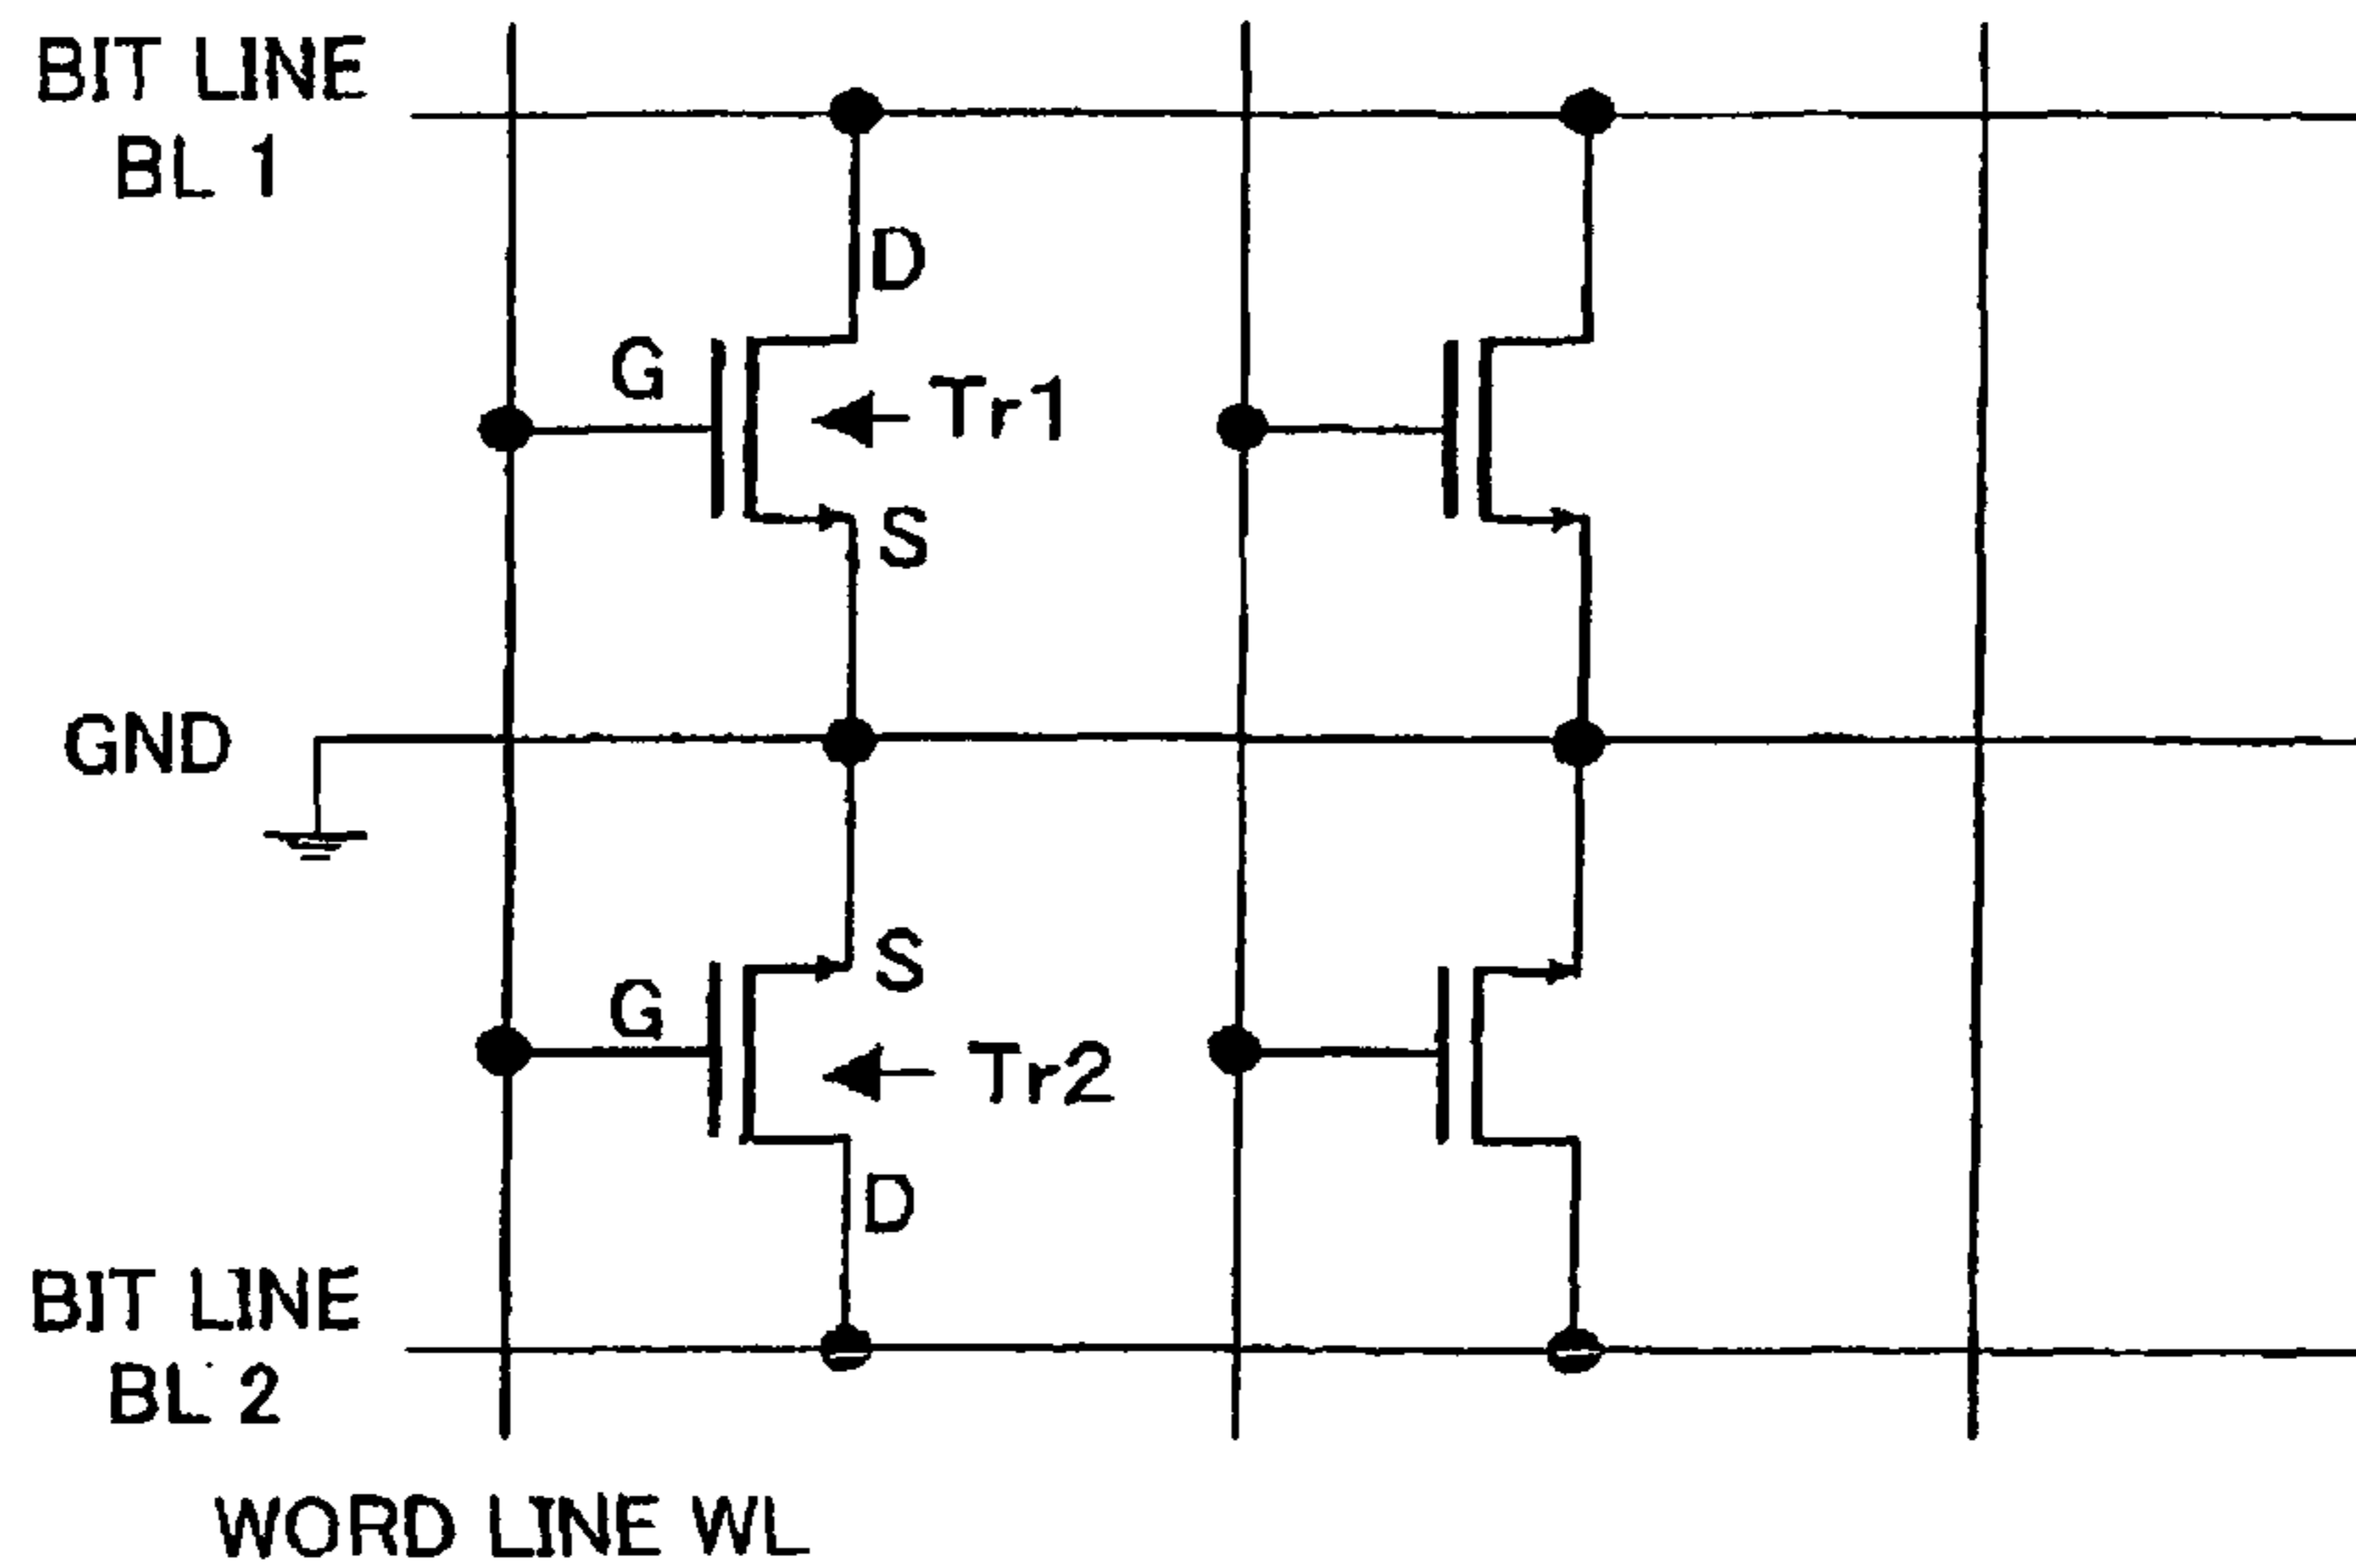 BIT LINE
BL 1
D
G
Tr1
S
GND
S
G
Tr2
D
BIT LINE
BL 2
WORD LINE WL